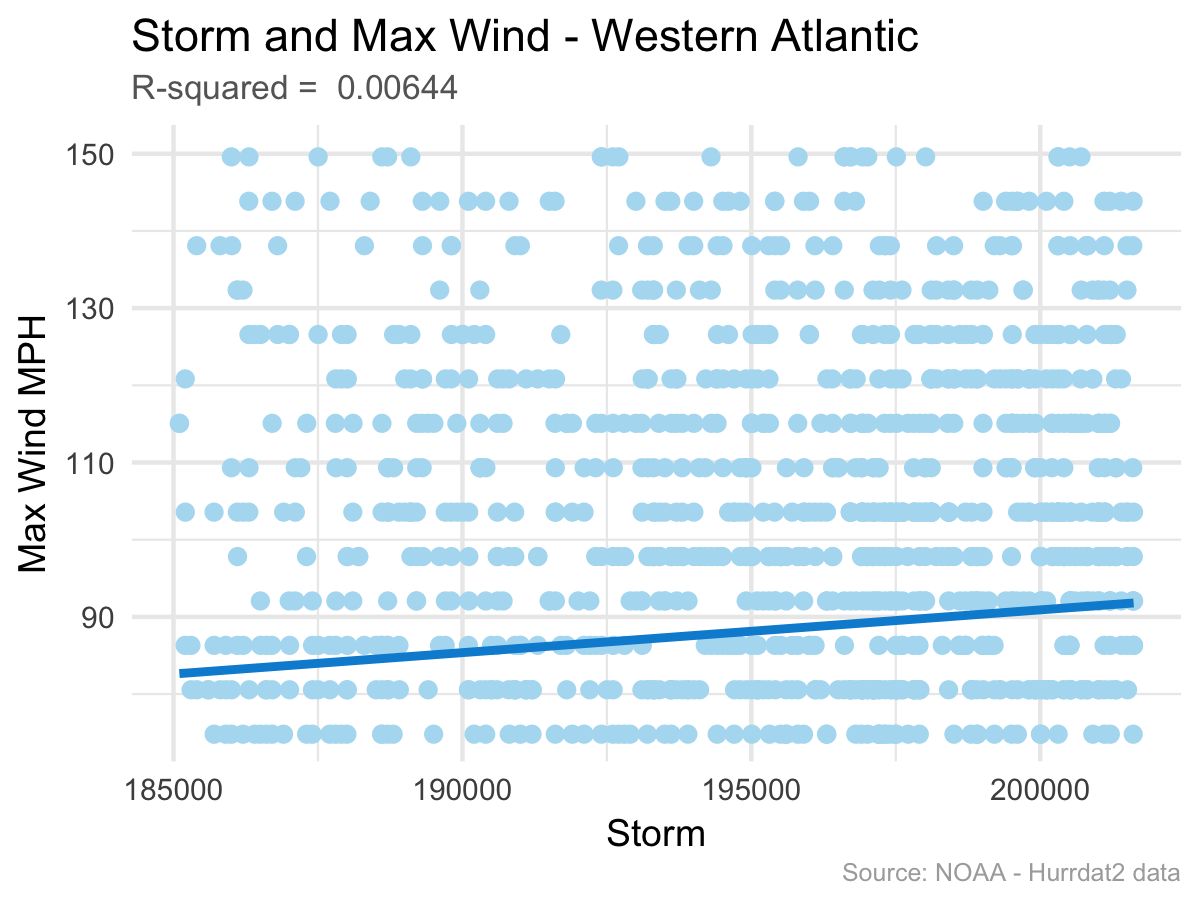 Storm and Max Wind - Western Atlantic
R-squared =  0.00644
150
130
110
90
Max Wind MPH
185000
190000
195000
200000
Storm
Source: NOAA - Hurrdat2 data